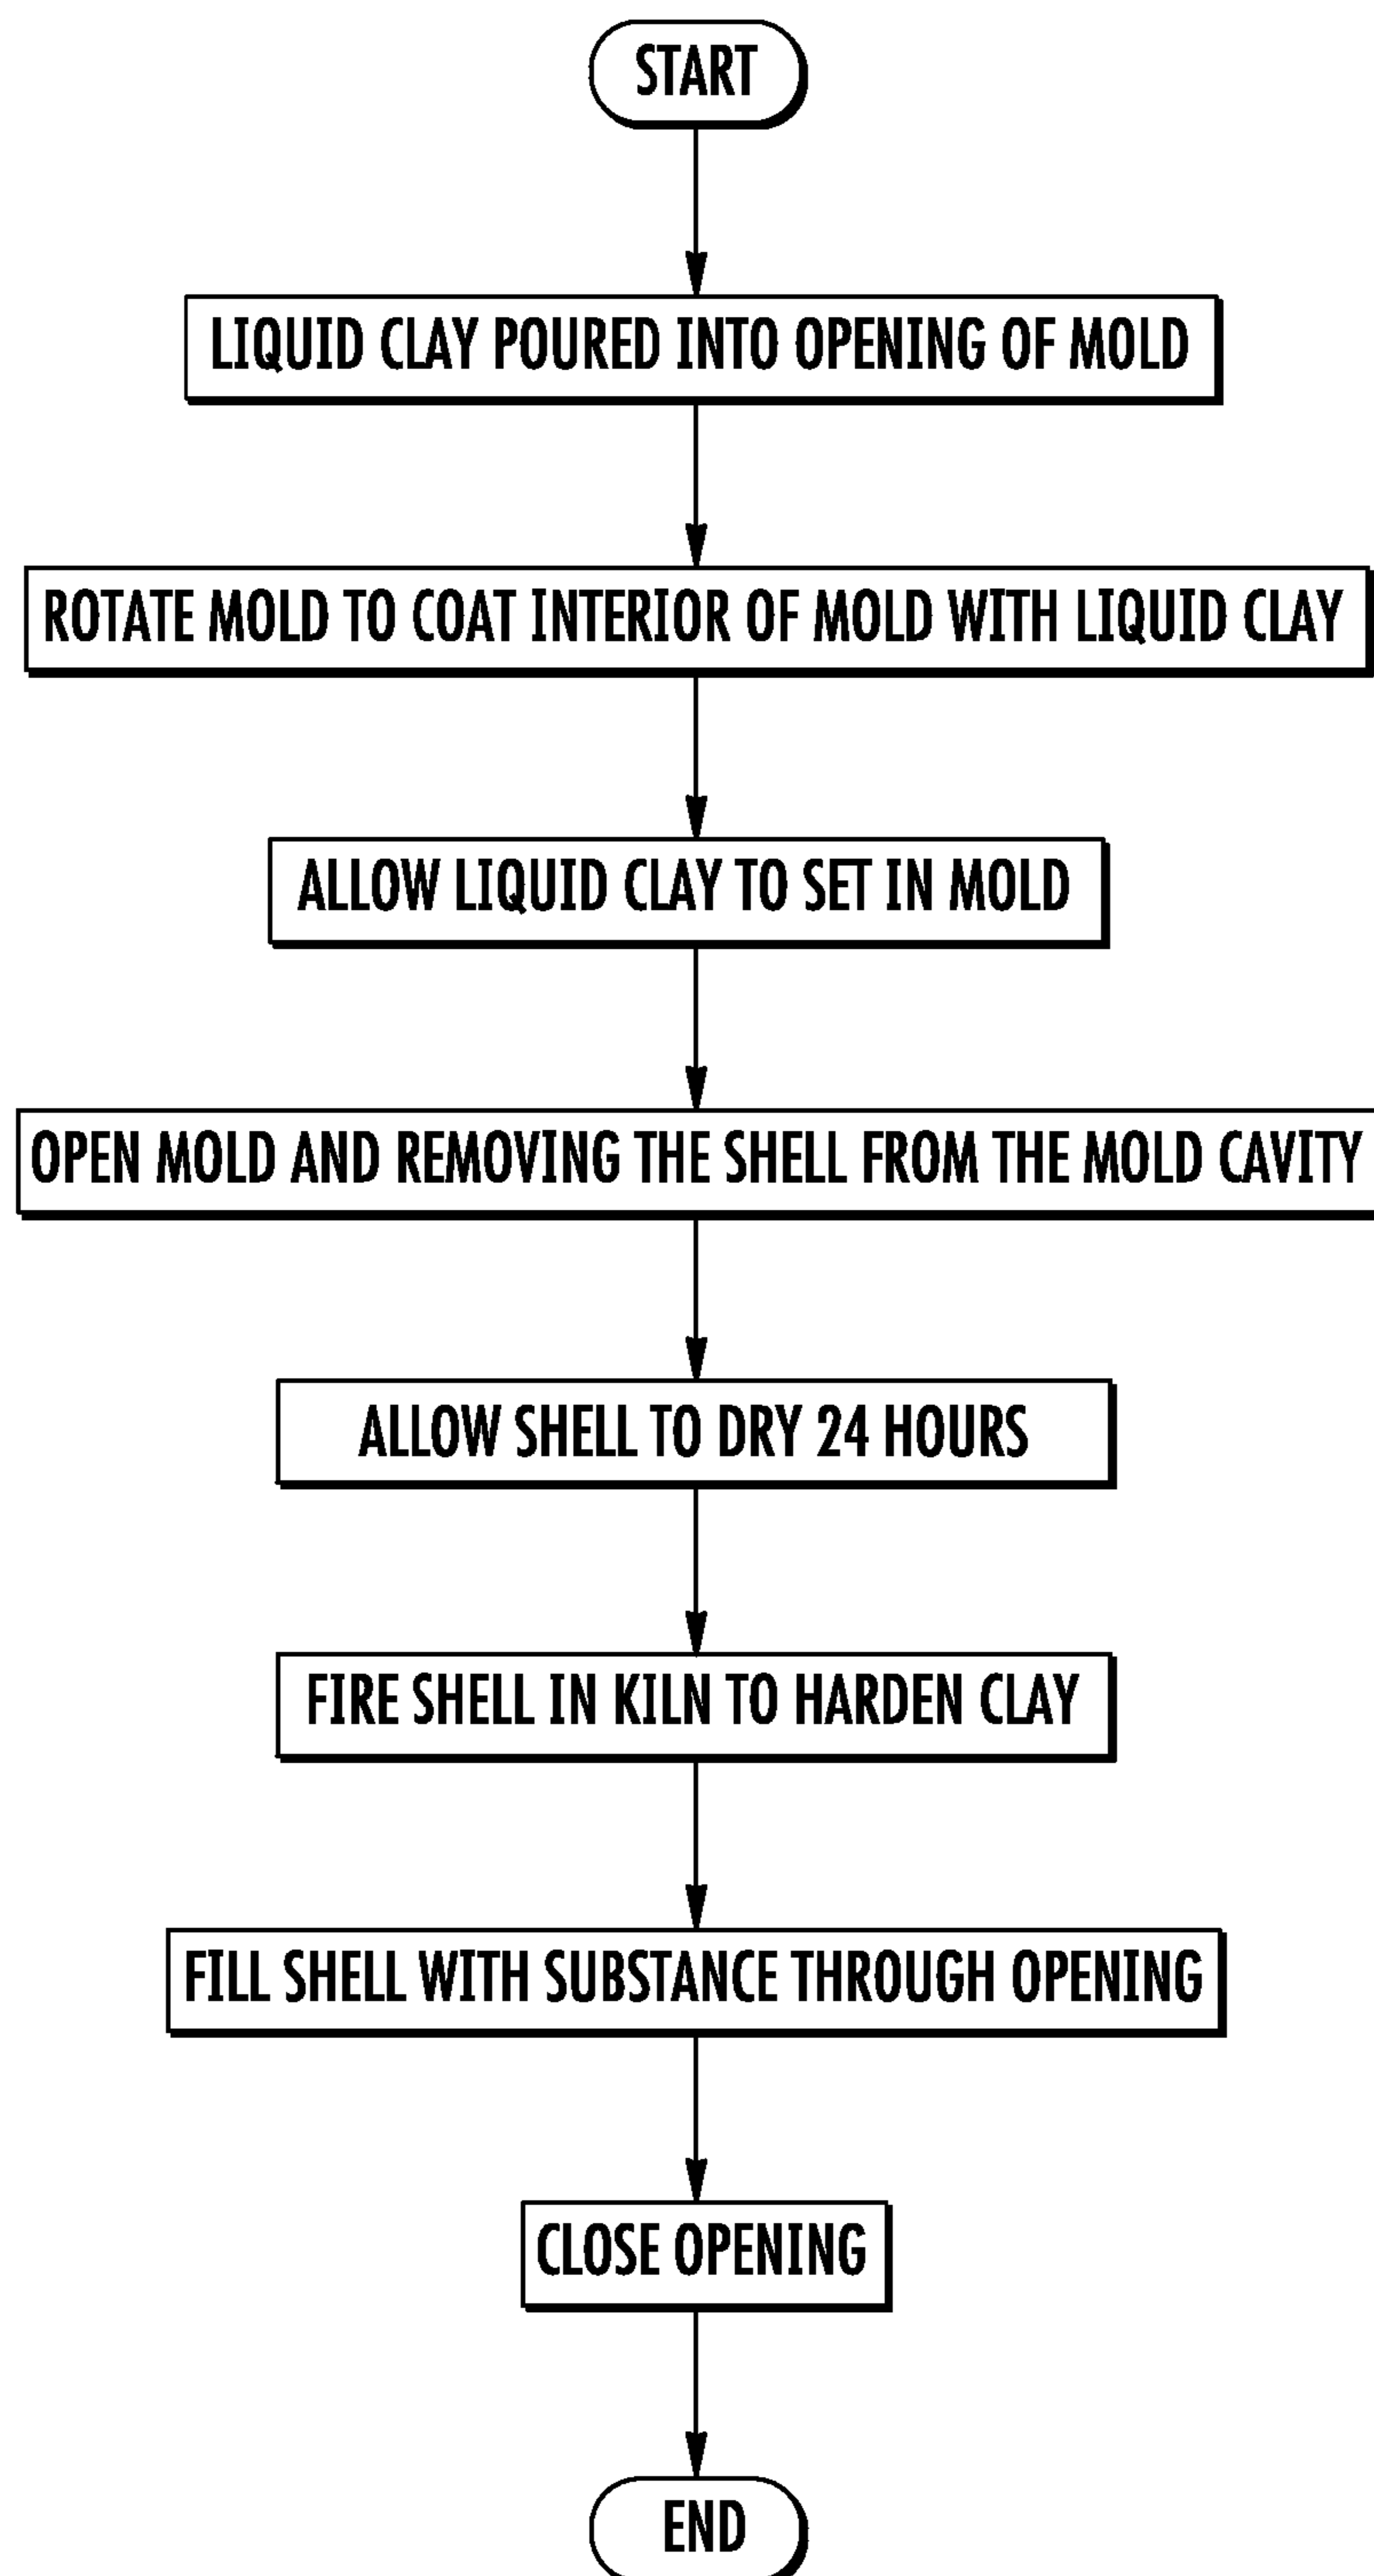 START
LIQUID CLAY POURED INTO OPENING OF MOLD
ROTATE MOLD TO COAT INTERIOR OF MOLD WITH LIQUID CLAY
ALLOW LIQUID CLAY TO SET IN MOLD
OPEN MOLD AND REMOVING THE SHELL FROM THE MOLD CAVITY
ALLOW SHELL TO DRY 24 HOURS
FIRE SHELL IN KILN TO HARDEN CLAY
FILL SHELL WITH SUBSTANCE THROUGH OPENING
CLOSE OPENING
END